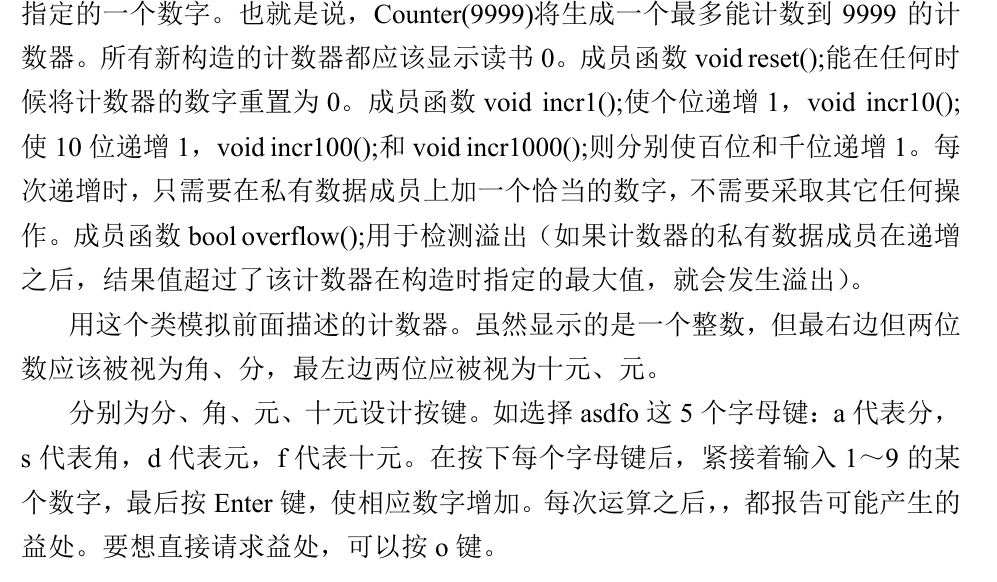 指定的一个数字。也就是说，Counter(9999)将生成一个最多能计数到 9999 的计
数器。所有新构造的计数器都应该显示读书 0。成员函数 void reset();能在任何时
候将计数器的数字重置为 0。成员函数 void incr1();使个位递增 1，void incr10();
使 10 位递增 1，void incr100();和 void incr1000();则分别使百位和千位递增 1。每
次递增时，只需要在私有数据成员上加一个恰当的数字，不需要采取其它任何操
作。成员函数 bool overflow();用于检测溢出（如果计数器的私有数据成员在递增
之后，结果值超过了该计数器在构造时指定的最大值，就会发生溢出）。
用这个类模拟前面描述的计数器。虽然显示的是一个整数，但最右边但两位
数应该被视为角、分，最左边两位应被视为十元、元。
分别为分、角、元、十元设计按键。如选择 asdfo 这 5 个字母键：a 代表分，
s 代表角，d 代表元，f 代表十元。在按下每个字母键后，紧接着输入 1～9 的某
个数字，最后按 Enter 键，使相应数字增加。每次运算之后，，都报告可能产生的
益处。要想直接请求益处，可以按 o 键。